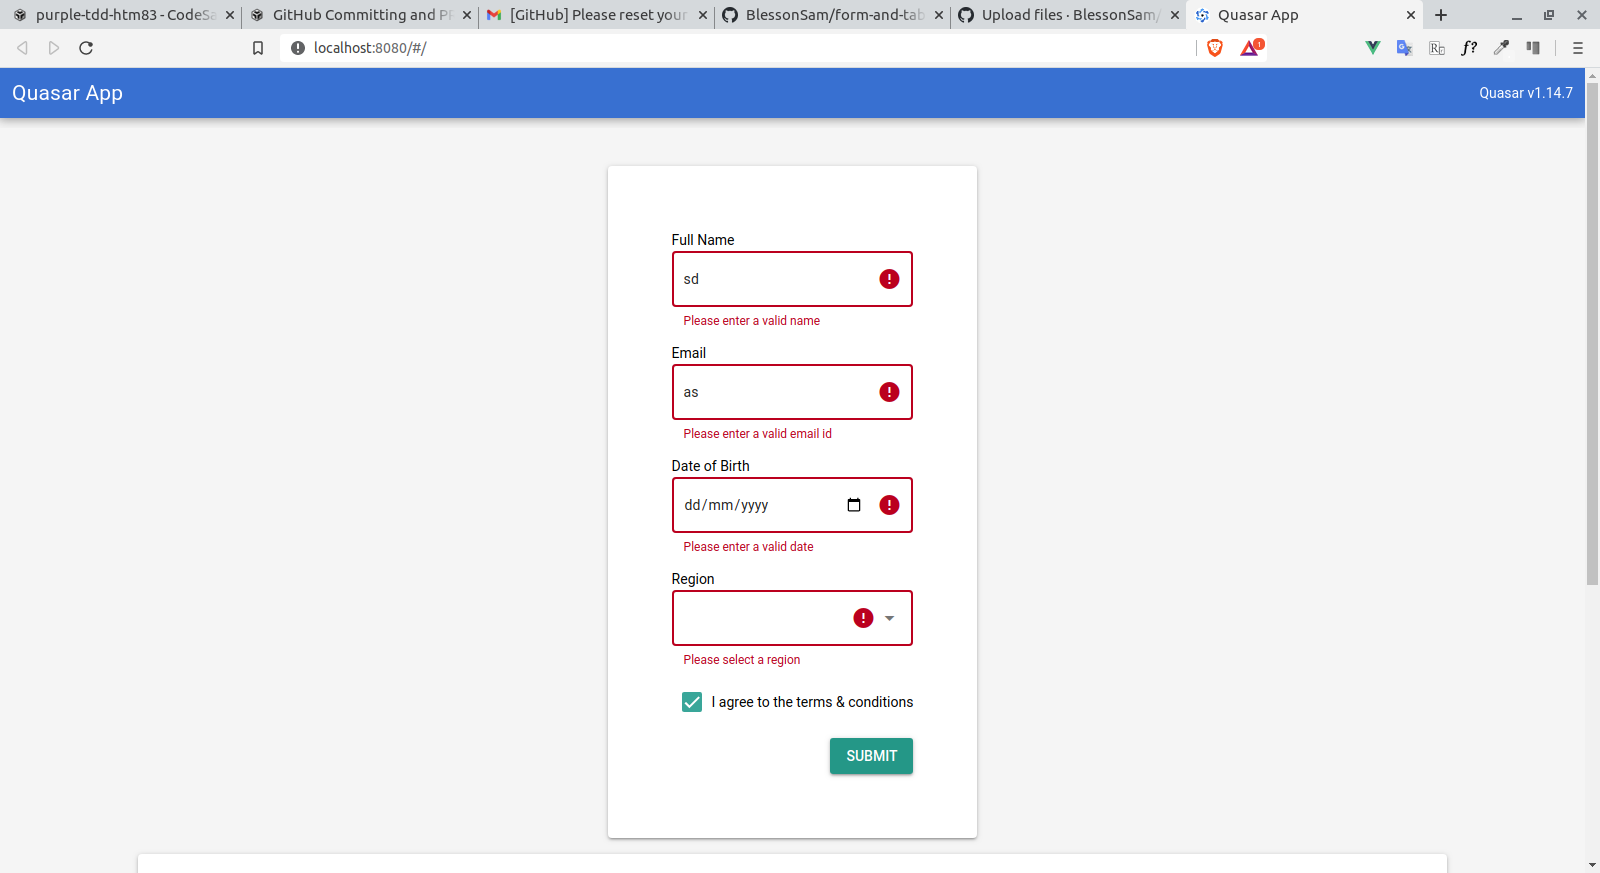 purple-tdd-htm83 - CodeSa
GitHub Committing and PR
[GitHub] Please reset your
BlessonSam/form-and-tab
Upload files · BlessonSam/
Quasar App
localhost:8080/#/
Quasar App
Quasar v1.14.7
Full Name
sd
Please enter a valid name
Email
as
Please enter a valid email id
Date of Birth
dd/mm/yyyy
Please enter a valid date
Region
Please select a region
I agree to the terms & conditions
SUBMIT